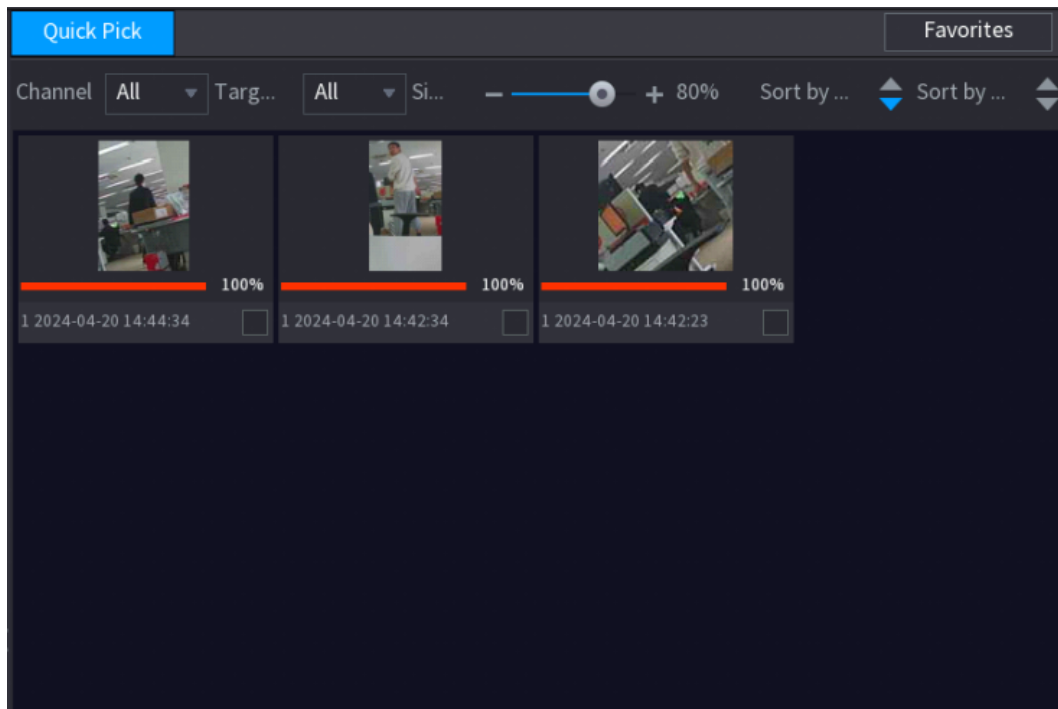 Quick Pick
Favorites
Channel All Targ... All Si... 80% Sort by ... Sort by ...
100% 100% 100%
1 2024-04-20 14:44:34 1 2024-04-20 14:42:34 1 2024-04-20 14:42:23